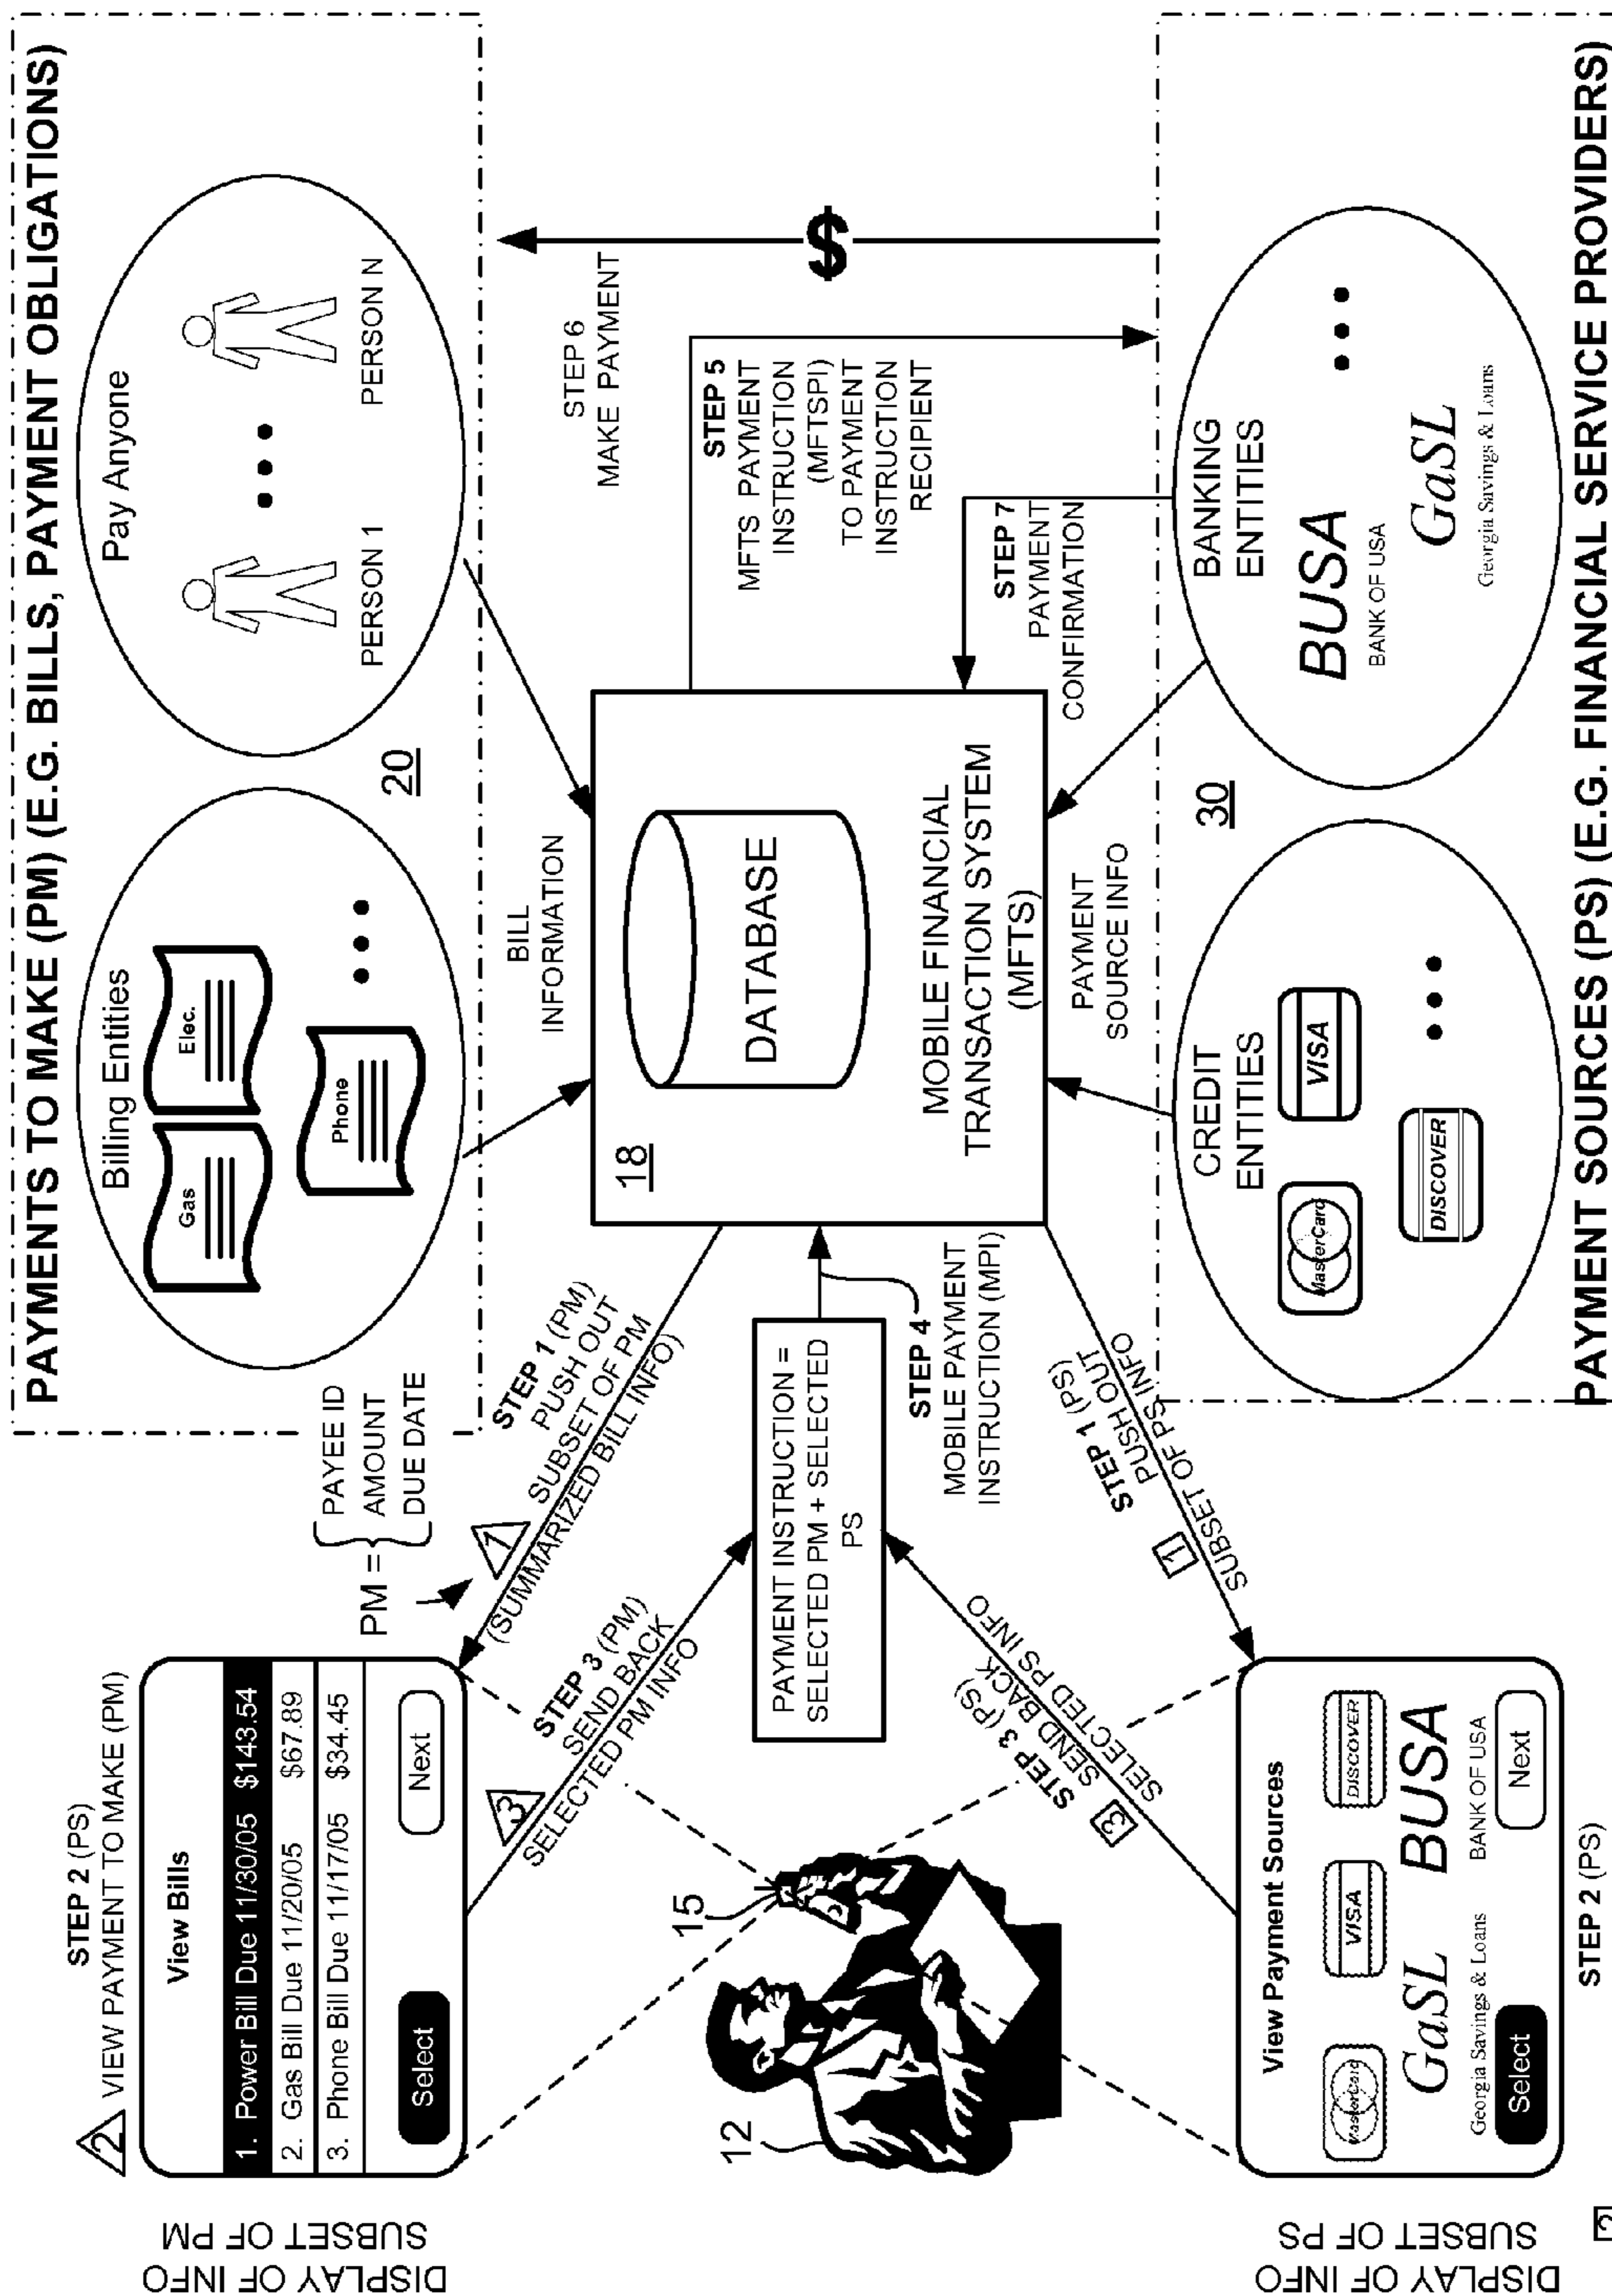 PAYMENTS TO MAKE (PM) (E.G. BILLS, PAYMENT OBLIGATIONS)
STEP 2 (PS)
2
VIEW PAYMENT TO MAKE (PM)
View Bills
1. Power Bill Due 11/30/05 $143.54
2. Gas Bill Due 11/20/05 $67.89
3. Phone Bill Due 11/17/05 $34.45
Select
Next
DISPLAY OF INFO
SUBSET OF PM
PM =
PAYEE ID
AMOUNT
DUE DATE
Billing Entities
Gas
Elec.
Phone
Pay Anyone
PERSON 1
PERSON N
20
1
STEP 1 (PM)
PUSH OUT
SUBSET OF PM
(SUMMARIZED BILL INFO)
3
STEP 3 (PM)
SEND BACK
SELECTED PM INFO
BILL
INFORMATION
STEP 6
MAKE PAYMENT
$
12
15
PAYMENT INSTRUCTION =
SELECTED PM + SELECTED
PS
STEP 4
MOBILE PAYMENT
INSTRUCTION (MPI)
18
DATABASE
MOBILE FINANCIAL
TRANSACTION SYSTEM
(MFTS)
STEP 5
MFTS PAYMENT
INSTRUCTION
(MFTSPI)
TO PAYMENT
INSTRUCTION
RECIPIENT
STEP 7
PAYMENT
CONFIRMATION
3
STEP 3 (PS)
SEND BACK
SELECTED PS INFO
1
STEP 1 (PS)
PUSH OUT
SUBSET OF PS INFO
PAYMENT
SOURCE INFO
View Payment Sources
MasterCard
VISA
DISCOVER
GaSL
Georgia Savings & Loans
BUSA
BANK OF USA
Select
Next
DISPLAY OF INFO
SUBSET OF PS
STEP 2 (PS)
CREDIT
ENTITIES
MasterCard
VISA
DISCOVER
30
BANKING
ENTITIES
BUSA
BANK OF USA
GaSL
Georgia Savings & Loans
PAYMENT SOURCES (PS) (E.G. FINANCIAL SERVICE PROVIDERS)